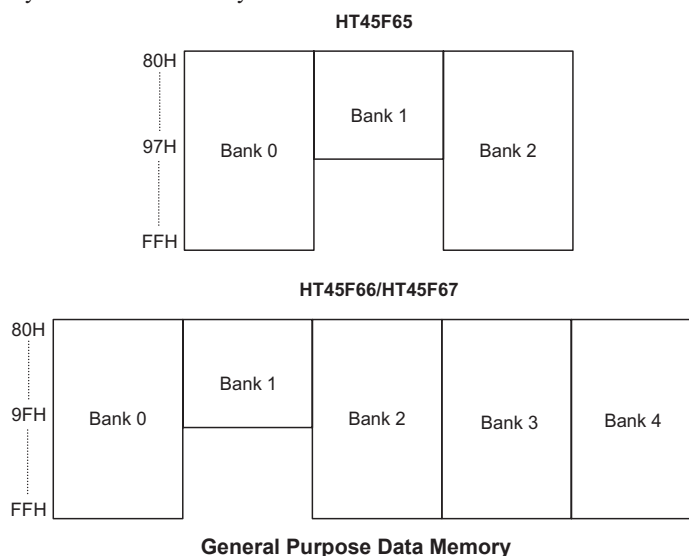 HT45F65
80H
Bank 1
97H
Bank 0
Bank 2
FFH
HT45F66/HT45F67
80H
Bank 1
9FH
Bank 0
Bank 2
Bank 3
Bank 4
FFH
General Purpose Data Memory